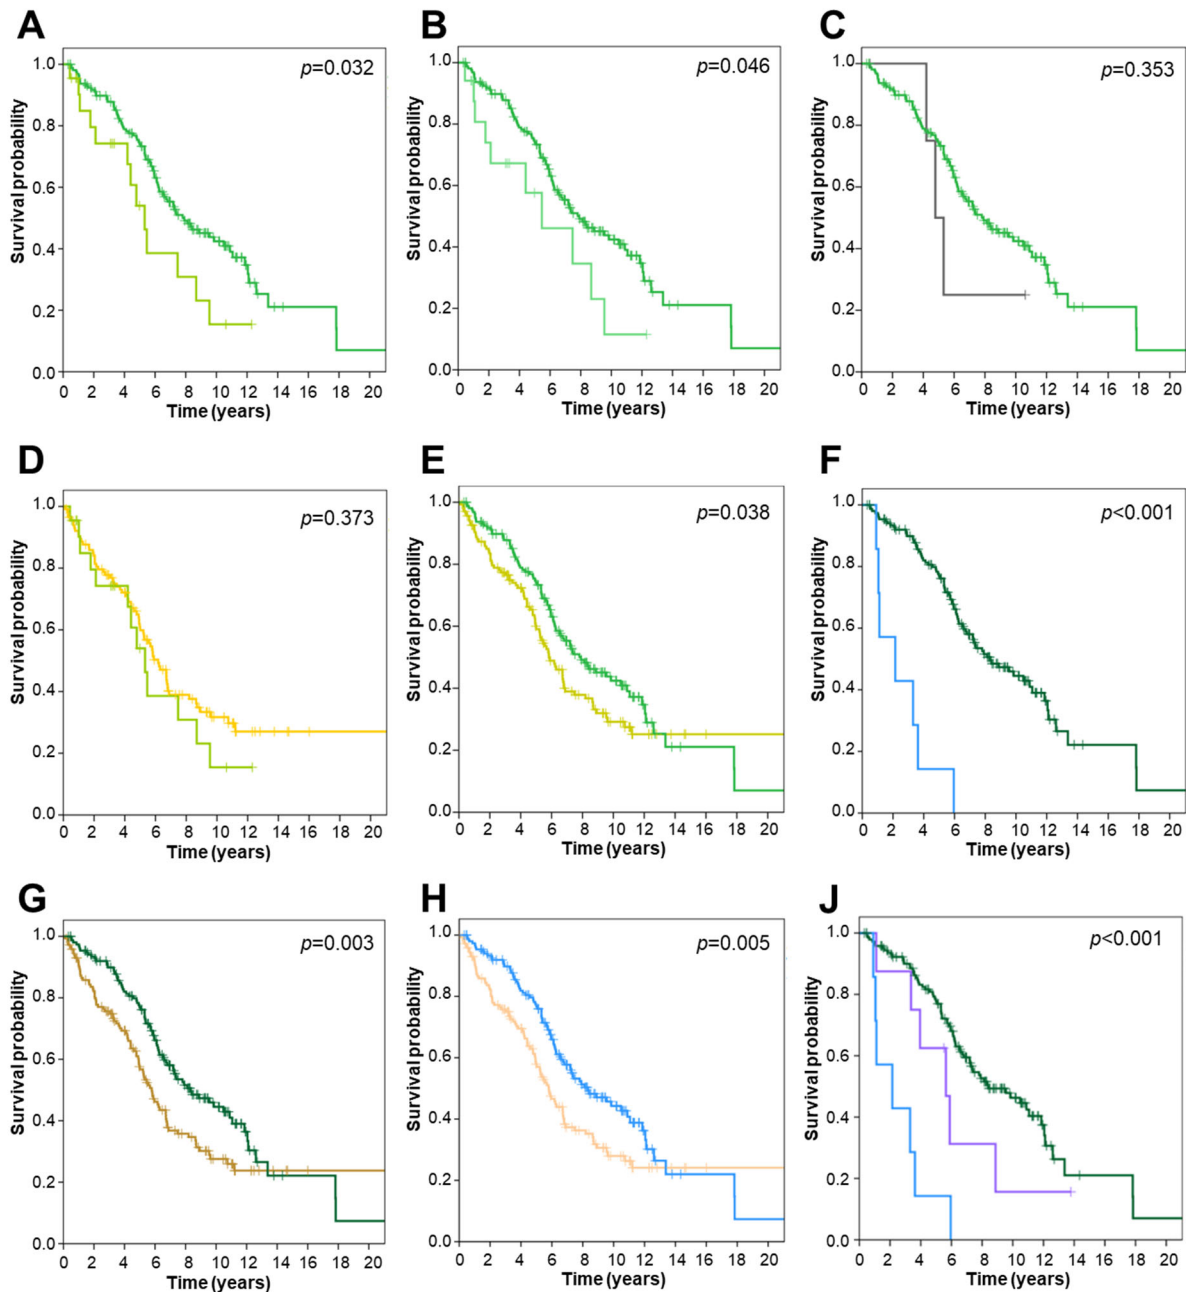 A
B
C
p=0.032
p=0.046
p=0.353
Survival probability
Survival probability
Survival probability
1.0
0.8
0.6
0.4
0.2
0.0
1.0
0.8
0.6
0.4
0.2
0.0
1.0
0.8
0.6
0.4
0.2
0.0
0 2 4 6 8 10 12 14 16 18 20
0 2 4 6 8 10 12 14 16 18 20
0 2 4 6 8 10 12 14 16 18 20
Time (years)
Time (years)
Time (years)
D
E
F
p=0.373
p=0.038
p<0.001
Survival probability
Survival probability
Survival probability
1.0
0.8
0.6
0.4
0.2
0.0
1.0
0.8
0.6
0.4
0.2
0.0
1.0
0.8
0.6
0.4
0.2
0.0
0 2 4 6 8 10 12 14 16 18 20
0 2 4 6 8 10 12 14 16 18 20
0 2 4 6 8 10 12 14 16 18 20
Time (years)
Time (years)
Time (years)
G
H
J
p=0.003
p=0.005
p<0.001
Survival probability
Survival probability
Survival probability
1.0
0.8
0.6
0.4
0.2
0.0
1.0
0.8
0.6
0.4
0.2
0.0
1.0
0.8
0.6
0.4
0.2
0.0
0 2 4 6 8 10 12 14 16 18 20
0 2 4 6 8 10 12 14 16 18 20
0 2 4 6 8 10 12 14 16 18 20
Time (years)
Time (years)
Time (years)